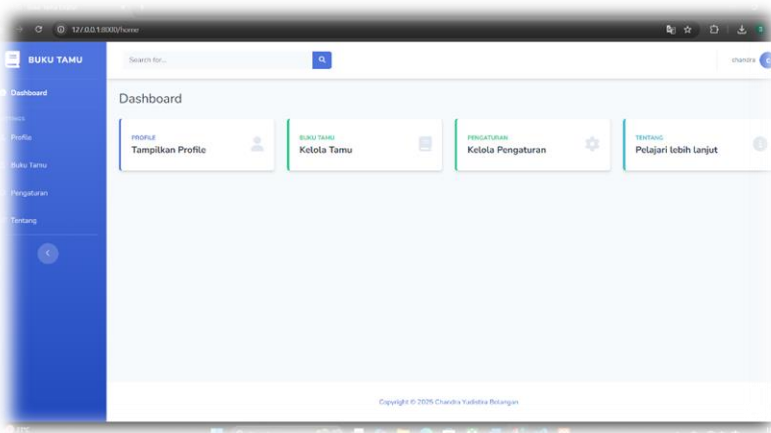 127.0.0.1:8000/home
BUKU TAMU
Search for...
chandra
Dashboard
Profile
Buku Tamu
Pengaturan
Tentang
Dashboard
PROFILE
Tampilkan Profile
BUKU TAMU
Kelola Tamu
PENGATURAN
Kelola Pengaturan
TENTANG
Pelajari lebih lanjut
Copyright © 2025 Chandra Yudistira Belangan